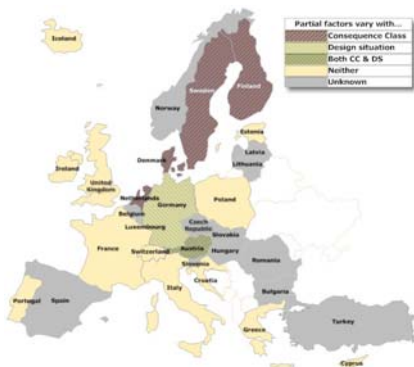 Partial factors vary with...
Consequence Class
Design situation
Both CC & DS
Neither
Unknown
Iceland
Norway
Sweden
Finland
Estonia
Latvia
Lithuania
Denmark
Ireland
United
Kingdom
Netherlands
Belgium
Germany
Poland
Luxembourg
Czech
Republic
Slovakia
France
Switzerland
Austria
Hungary
Slovenia
Romania
Croatia
Italy
Bulgaria
Portugal
Spain
Greece
Turkey
Cyprus